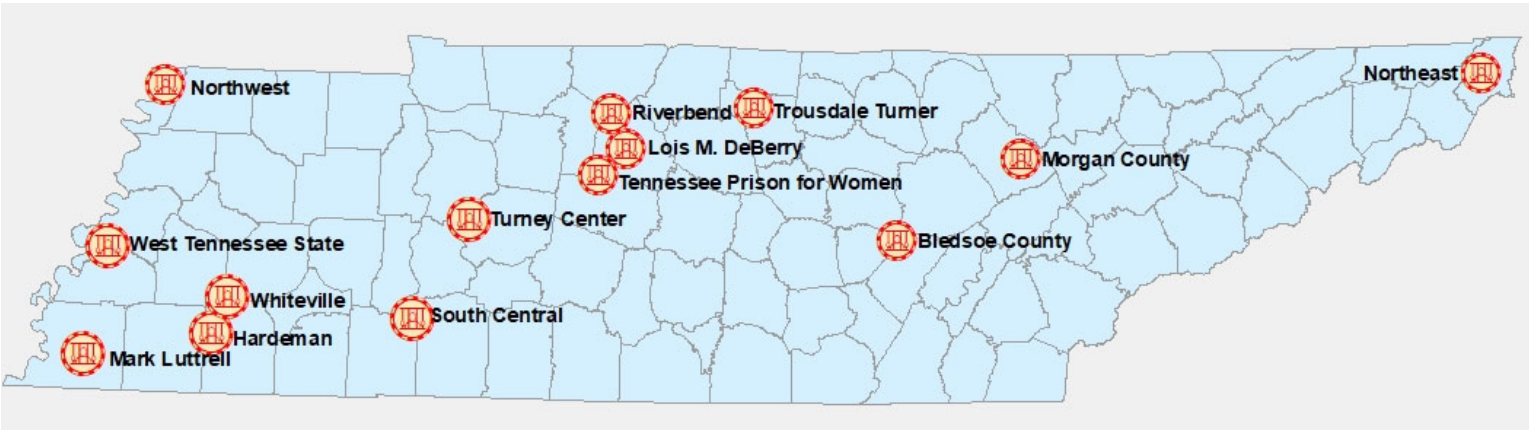 Northwest
Northeast
Riverbend
Trousdale Turner
Lois M. DeBerry
Morgan County
Tennessee Prison for Women
Turney Center
West Tennessee State
Bledsoe County
Whiteville
South Central
Hardeman
Mark Luttrell